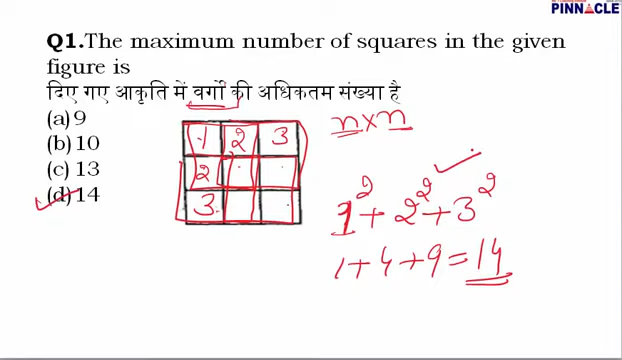 PINNACLE
Q1.The maximum number of squares in the given
figure is
दिए गए आकृति में वर्गों की अधिकतम संख्या है
(a) 9
(b) 10
(c) 13
(d) 14
1 2 3
2
3
n×n
1² + 2² + 3²
1 + 4 + 9 = 14